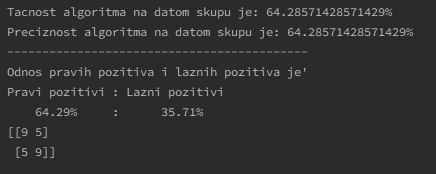 Tacnost algoritma na datom skupu je: 64.28571428571429%
Preciznost algoritma na datom skupu je: 64.28571428571429%
-------------------------------------------
Odnos pravih pozitiva i laznih pozitiva je'
Pravi pozitivi : Lazni pozitivi
64.29% : 35.71%
[[9 5]
[5 9]]